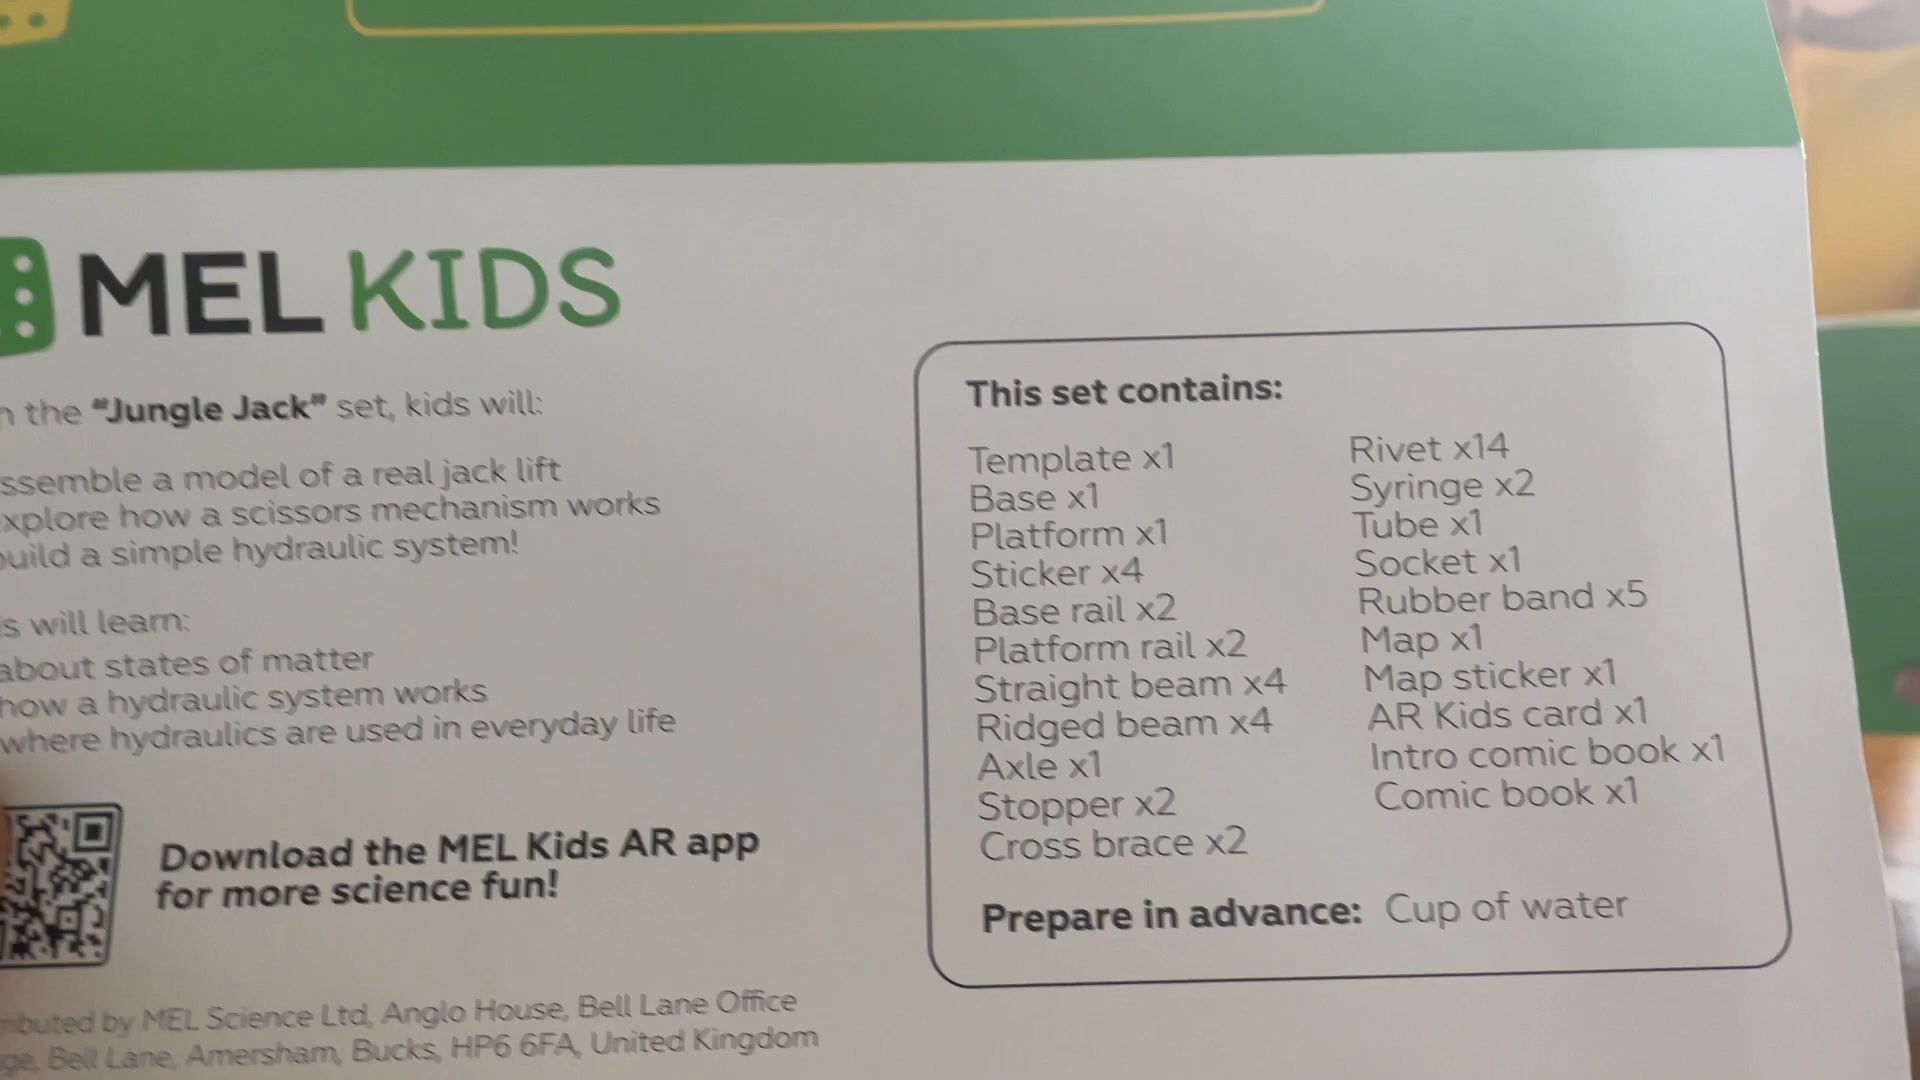 MEL KIDS
the “Jungle Jack” set, kids will:
a model of a real jack lift
how a scissors mechanism works
a simple hydraulic system!
will learn:
about states of matter
how a hydraulic system works
where hydraulics are used in everyday life
Download the MEL Kids AR app
for more science fun!
by MEL Science Ltd, Anglo House, Bell Lane Office
Bell Lane, Amersham, Bucks, HP6 6FA, United Kingdom
This set contains:
Template x1
Base x1
Platform x1
Sticker x4
Base rail x2
Platform rail x2
Straight beam x4
Ridged beam x4
Axle x1
Stopper x2
Cross brace x2
Rivet x14
Syringe x2
Tube x1
Socket x1
Rubber band x5
Map x1
Map sticker x1
AR Kids card x1
Intro comic book x1
Comic book x1
Prepare in advance: Cup of water